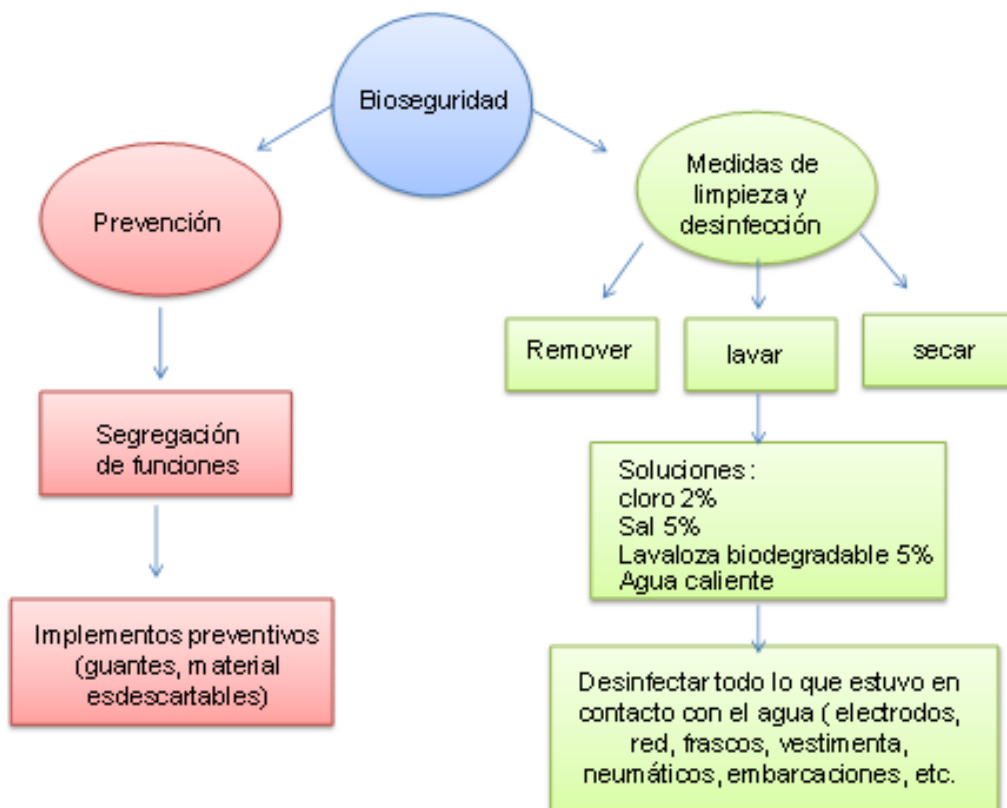 Bioseguridad
Prevención
Medidas de
limpieza y
desinfección
Remover
lavar
secar
Segregación
de funciones
Soluciones :
cloro 2%
Sal 5%
Lavaloza biodegradable 5%
Agua caliente
Implementos preventivos
(guantes, material
esdescartables)
Desinfectar todo lo que estuvo en
contacto con el agua ( electrodos,
red, frascos, vestimenta,
neumáticos, embarcaciones, etc.